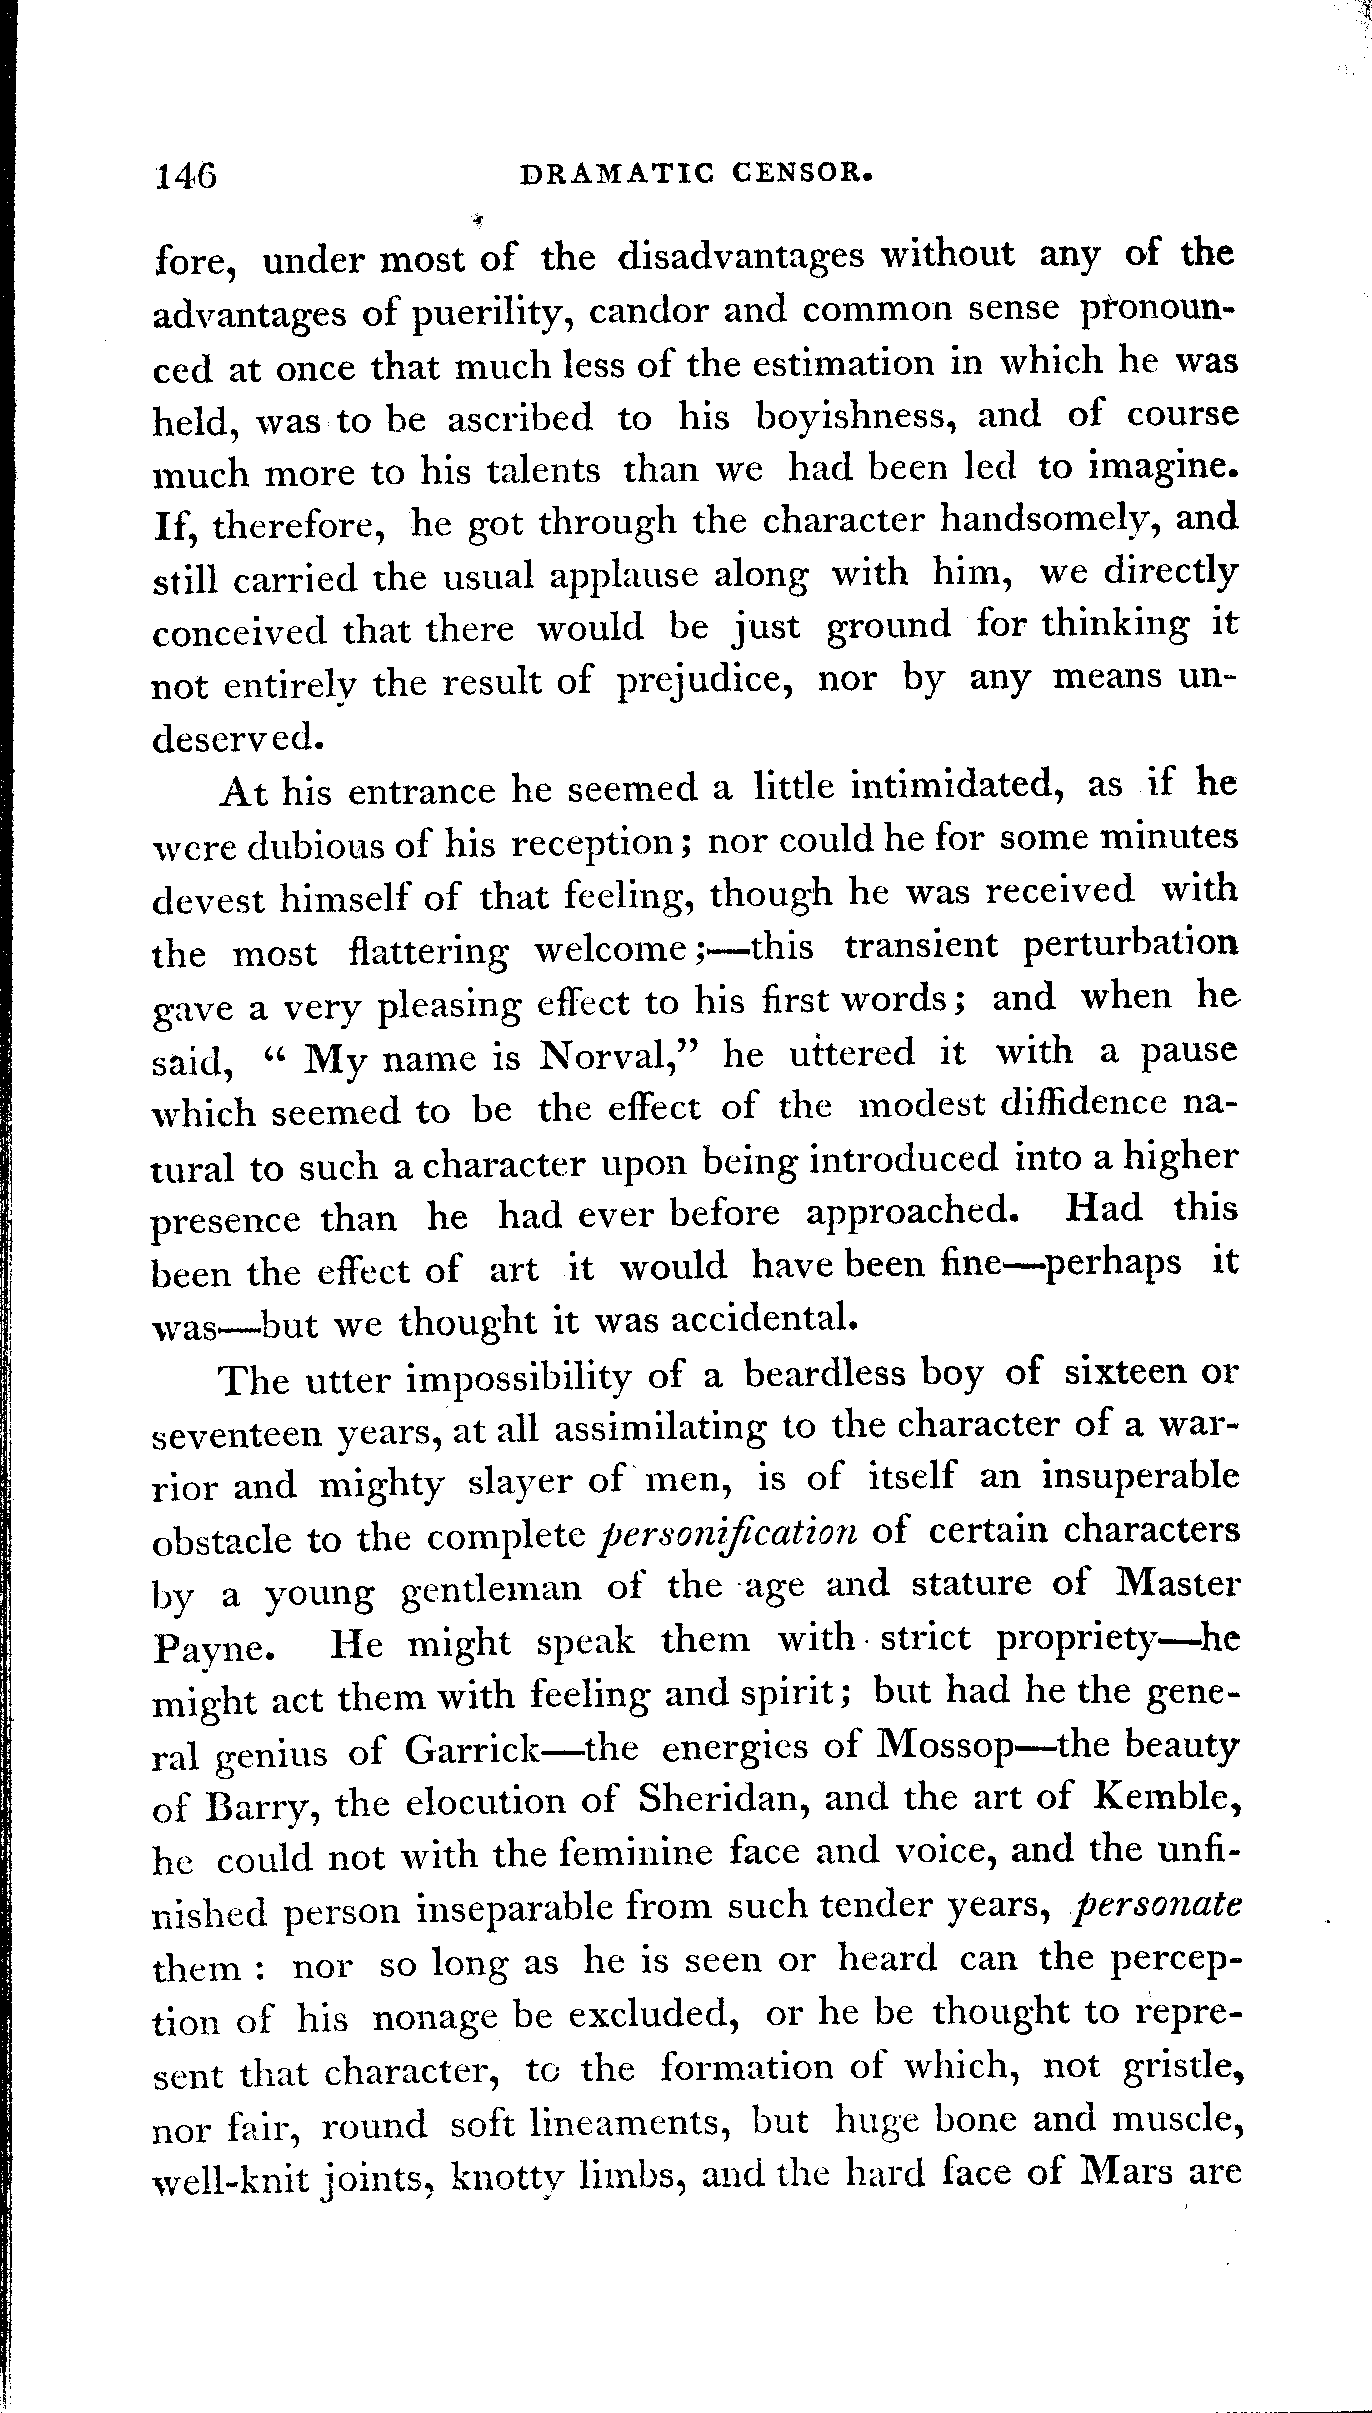 146 DRAMATIC CENSOR.
fore, under most of the disadvantages without any of the
advantages of puerility, candor and common sense pronoun-
ced at once that much less of the estimation in which he was
held, was to be ascribed to his boyishness, and of course
much more to his talents than we had been led to imagine.
If, therefore, he got through the character handsomely, and
still carried the usual applause along with him, we directly
conceived that there would be just ground for thinking it
not entirely the result of prejudice, nor by any means un-
deserved.
At his entrance he seemed a little intimidated, as if he
were dubious of his reception; nor could he for some minutes
devest himself of that feeling, though he was received with
the most flattering welcome;—this transient perturbation
gave a very pleasing effect to his first words; and when he
said, “ My name is Norval,” he uttered it with a pause
which seemed to be the effect of the modest diffidence na-
tural to such a character upon being introduced into a higher
presence than he had ever before approached. Had this
been the effect of art it would have been fine—perhaps it
was—but we thought it was accidental.
The utter impossibility of a beardless boy of sixteen or
seventeen years, at all assimilating to the character of a war-
rior and mighty slayer of men, is of itself an insuperable
obstacle to the complete personification of certain characters
by a young gentleman of the age and stature of Master
Payne. He might speak them with strict propriety—he
might act them with feeling and spirit; but had he the gene-
ral genius of Garrick—the energies of Mossop—the beauty
of Barry, the elocution of Sheridan, and the art of Kemble,
he could not with the feminine face and voice, and the unfi-
nished person inseparable from such tender years, personate
them : nor so long as he is seen or heard can the percep-
tion of his nonage be excluded, or he be thought to repre-
sent that character, to the formation of which, not gristle,
nor fair, round soft lineaments, but huge bone and muscle,
well-knit joints, knotty limbs, and the hard face of Mars are